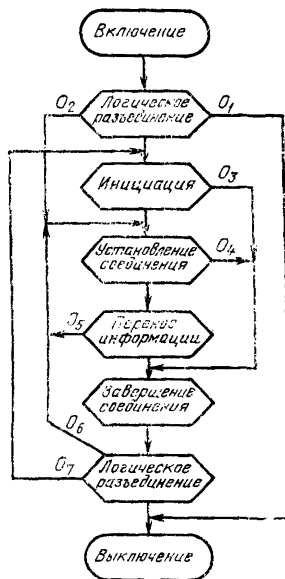 Включение
O₂
Логическое
разъединение
O₁
Инициация
O₃
Установление
соединения
O₄
O₅
Перенос
информации
Завершение
соединения
O₆
O₇
Логическое
разъединение
Выключение